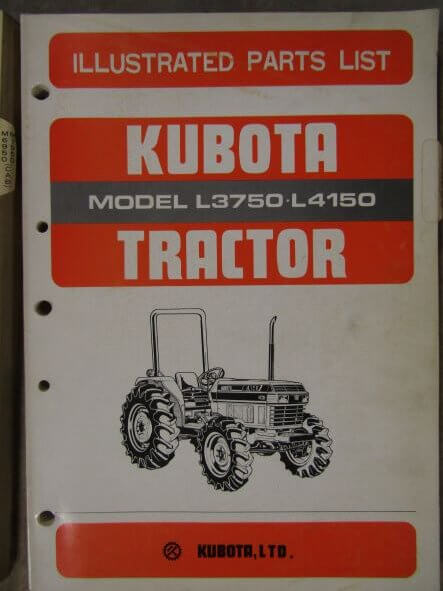 ILLUSTRATED PARTS LIST
KUBOTA
MODEL L3750·L4150
TRACTOR
KUBOTA, LTD.